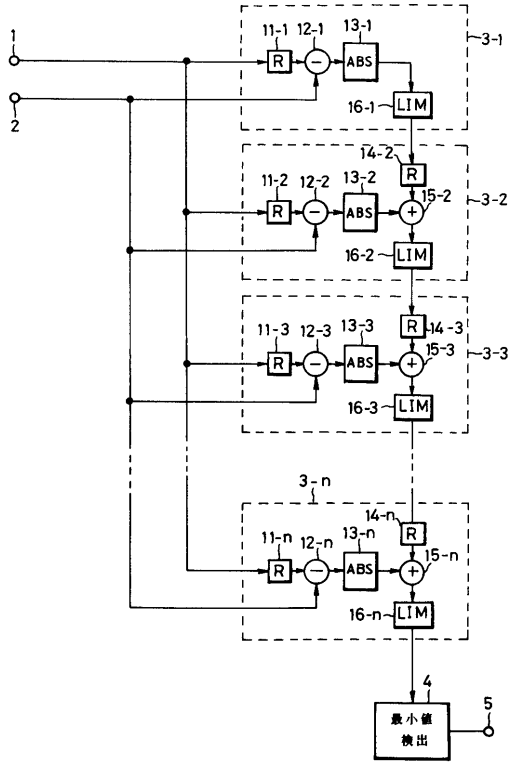 1
2
11-1
12-1
13-1
3-1
R
−
ABS
16-1
LIM
14-2
R
11-2
12-2
13-2
15-2
3-2
R
−
ABS
+
16-2
LIM
R
14-3
11-3
12-3
13-3
15-3
3-3
R
−
ABS
+
16-3
LIM
3-n
14-n
R
11-n
12-n
13-n
15-n
R
−
ABS
+
16-n
LIM
4
5
最小値
検出